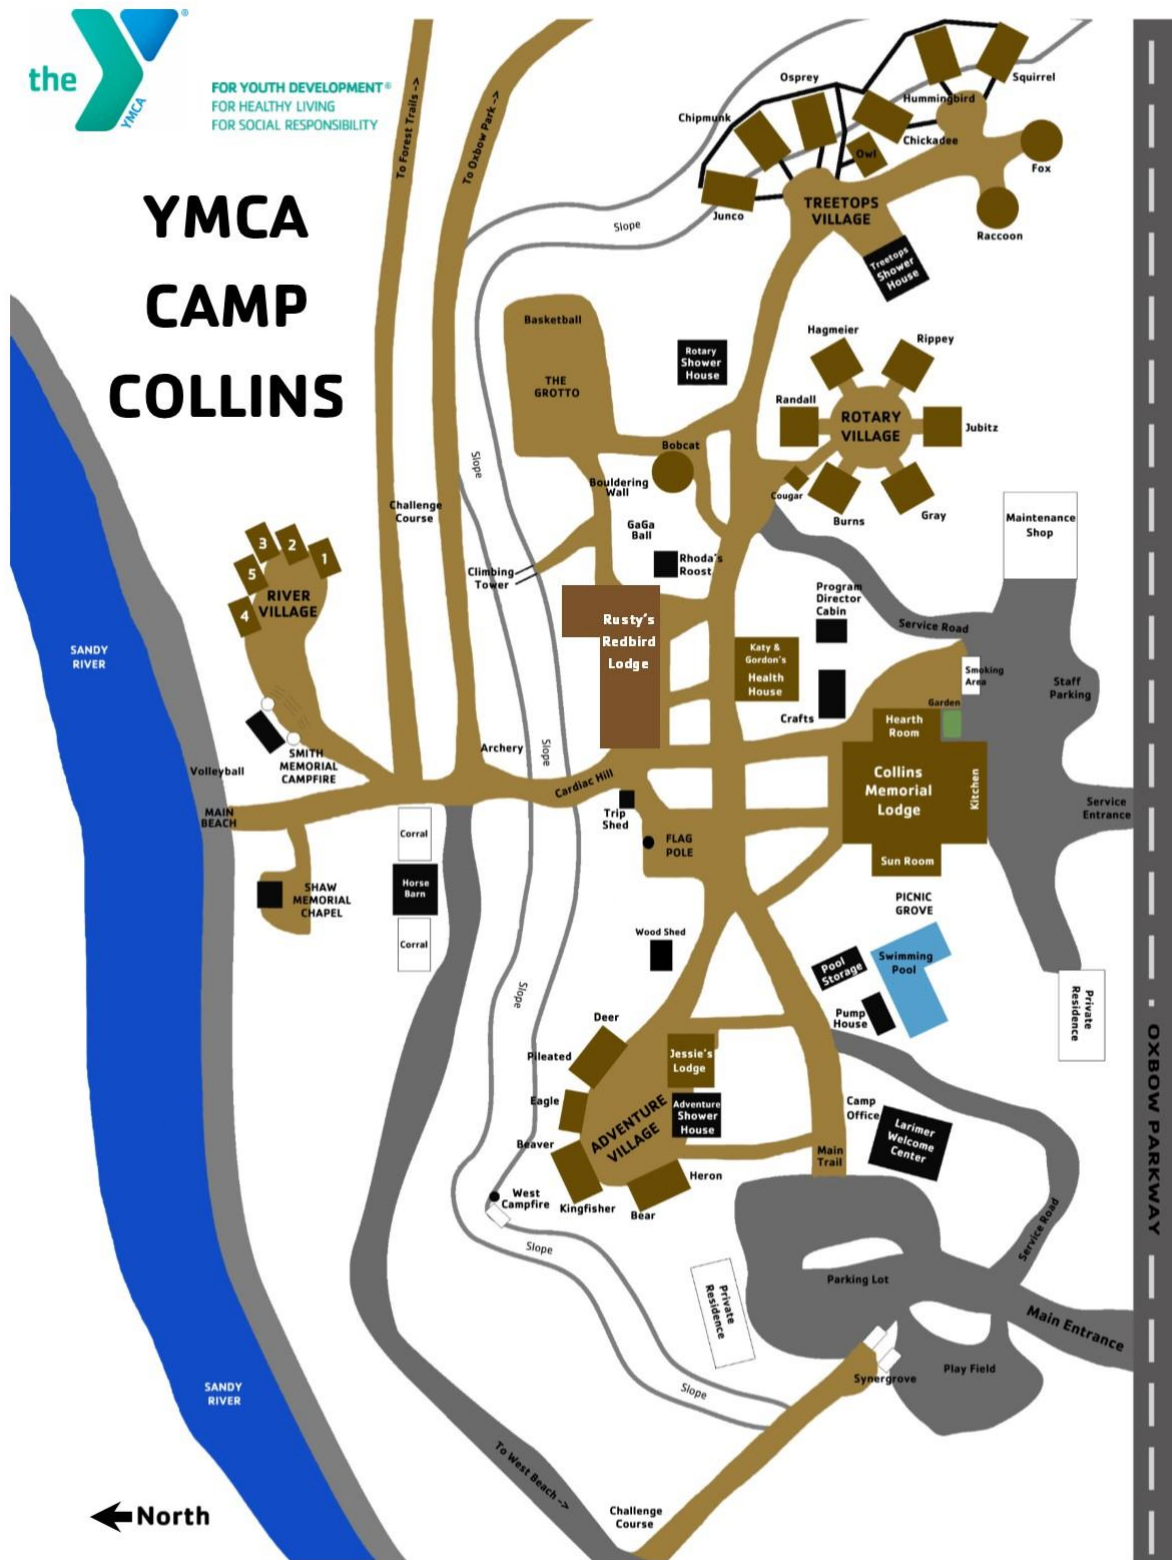 the
YMCA
®
FOR YOUTH DEVELOPMENT®
FOR HEALTHY LIVING
FOR SOCIAL RESPONSIBILITY
YMCA
CAMP
COLLINS
To Forest Trails ->
To Oxbow Park ->
Squirrel
Osprey
Hummingbird
Chipmunk
Chickadee
Owl
Fox
Junco
TREETOPS
VILLAGE
Raccoon
Slope
Treetops
Shower
House
Basketball
THE
GROTTO
Rotary
Shower
House
Hagmeier
Rippey
Randall
ROTARY
VILLAGE
Jubitz
Bobcat
Slope
Bouldering
Wall
Cougar
Burns
Gray
Challenge
Course
GaGa
Ball
Maintenance
Shop
Climbing
Tower
Rhoda's
Roost
3
2
1
5
4
RIVER
VILLAGE
Program
Director
Cabin
Service Road
Rusty's
Redbird
Lodge
SANDY
RIVER
Katy &
Gordon's
Health
House
Smoking
Area
Staff
Parking
Crafts
Garden
Hearth
Room
SMITH
MEMORIAL
CAMPFIRE
Archery
Slope
Volleyball
Cardiac Hill
Collins
Memorial
Lodge
Kitchen
MAIN
BEACH
Trip
Shed
Service
Entrance
Corral
FLAG
POLE
Sun Room
Horse
Barn
SHAW
MEMORIAL
CHAPEL
PICNIC
GROVE
Corral
Wood Shed
Pool
Storage
Swimming
Pool
Slope
Pump
House
Private
Residence
Deer
Pileated
Jessie's
Lodge
OXBOW PARKWAY
Eagle
ADVENTURE
VILLAGE
Adventure
Shower
House
Camp
Office
Larimer
Welcome
Center
Beaver
Main
Trail
Heron
West
Campfire
Kingfisher
Bear
Slope
Service Road
Private
Residence
Parking Lot
Main Entrance
Synergrove
Play Field
SANDY
RIVER
Slope
To West Beach ->
North
Challenge
Course